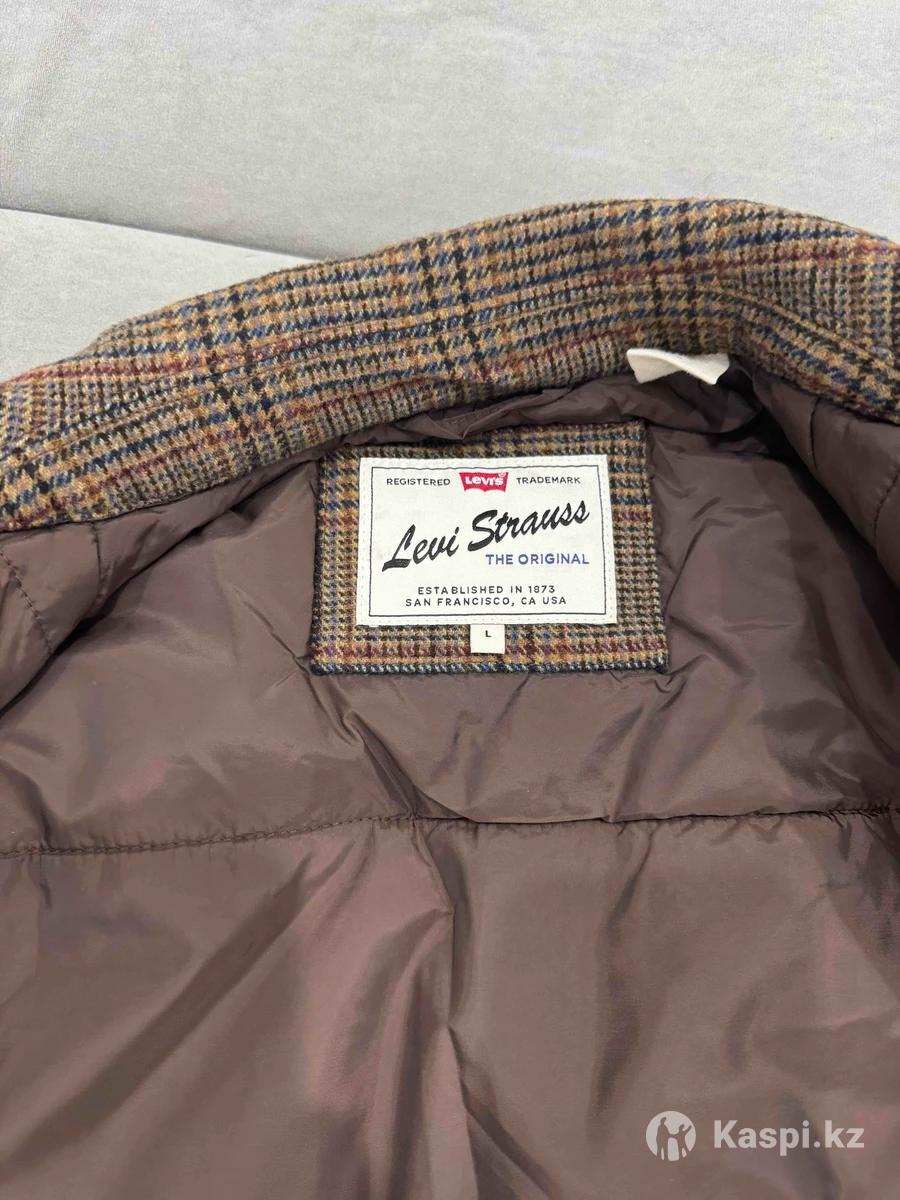 REGISTERED Levi's TRADEMARK
Levi Strauss
THE ORIGINAL
ESTABLISHED IN 1873
SAN FRANCISCO, CA USA
L
Kaspi.kz